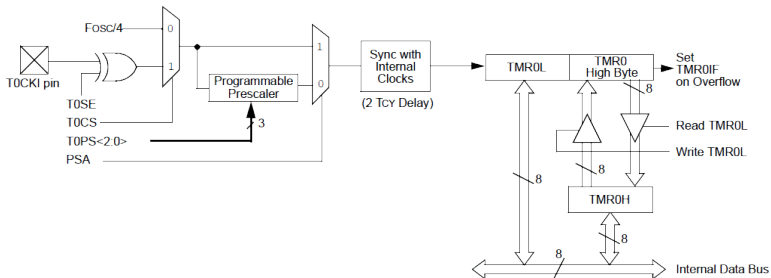 FOSC/4
0
1
T0CKI pin
T0SE
T0CS
T0PS<2:0>
PSA
Programmable
Prescaler
3
1
0
Sync with
Internal
Clocks
(2 TCY Delay)
TMR0L
TMR0
High Byte
Set
TMR0IF
on Overflow
8
Read TMR0L
Write TMR0L
8
8
TMR0H
8
8
Internal Data Bus